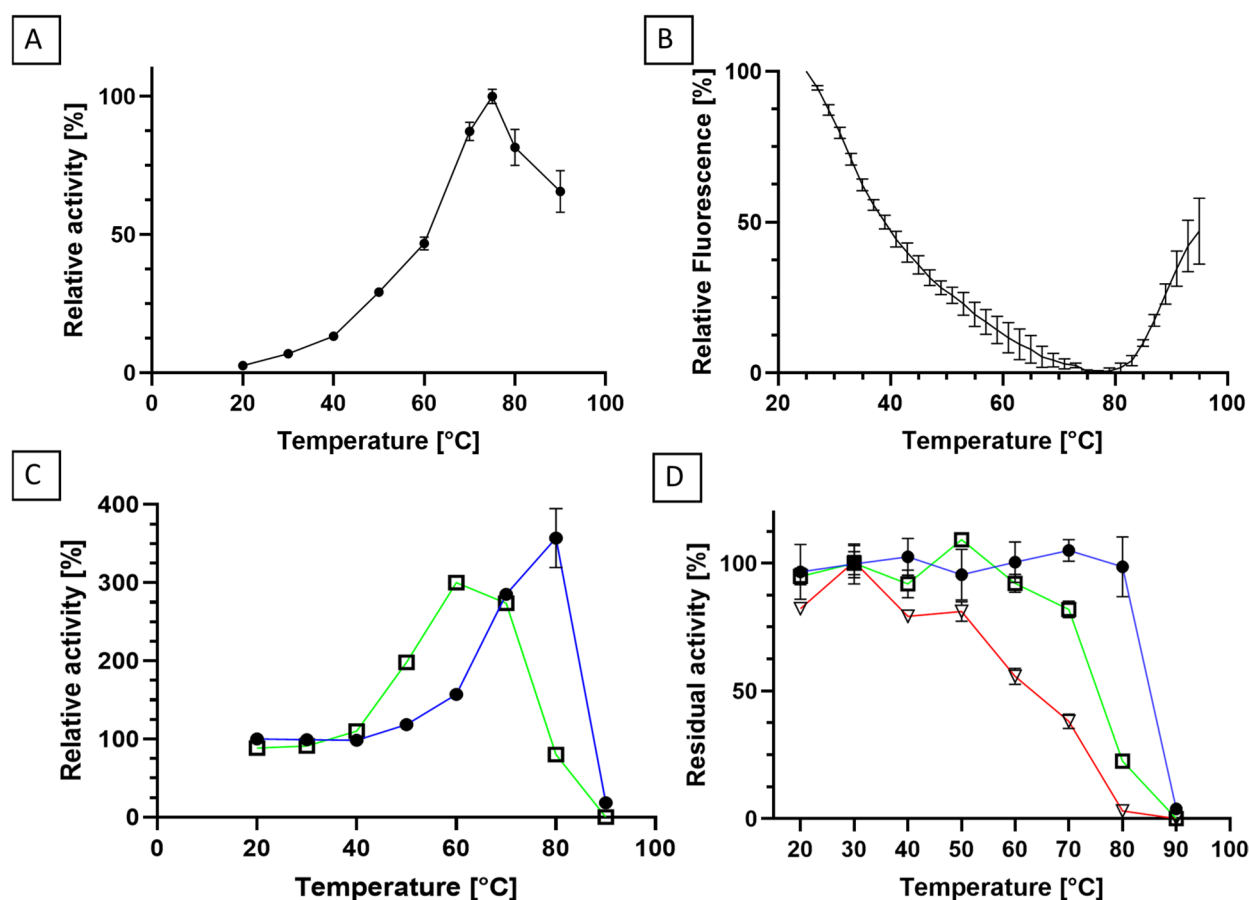 A
Relative activity [%]
100
50
0
0 20 40 60 80 100
Temperature [°C]
B
Relative Fluorescence [%]
100
50
0
20 40 60 80 100
Temperature [°C]
C
Relative activity [%]
400
300
200
100
0
0 20 40 60 80 100
Temperature [°C]
D
Residual activity [%]
100
50
0
20 30 40 50 60 70 80 90 100
Temperature [°C]